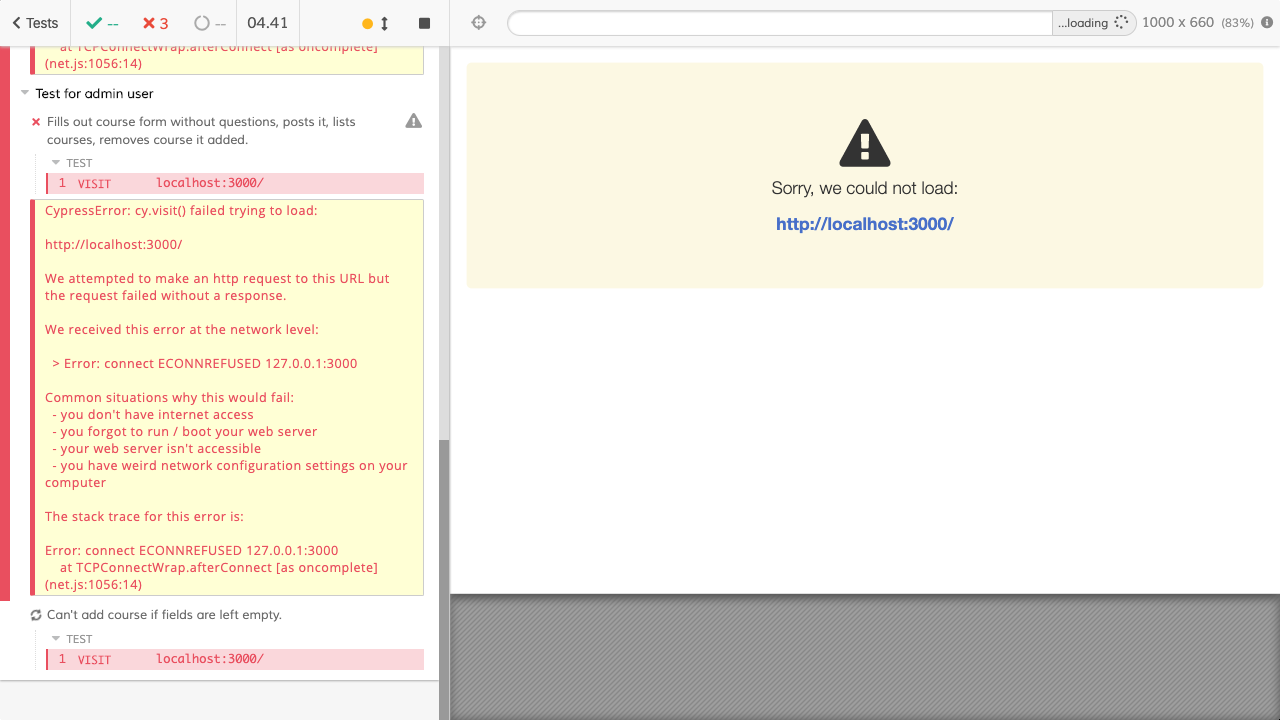 Tests
--
3
--
04.41
...loading
1000 x 660 (83%)
at TCPConnectWrap.afterConnect [as oncomplete]
(net.js:1056:14)
Test for admin user
Fills out course form without questions, posts it, lists
courses, removes course it added.
TEST
1 VISIT localhost:3000/
CypressError: cy.visit() failed trying to load:
http://localhost:3000/
We attempted to make an http request to this URL but
the request failed without a response.
We received this error at the network level:
> Error: connect ECONNREFUSED 127.0.0.1:3000
Common situations why this would fail:
- you don't have internet access
- you forgot to run / boot your web server
- your web server isn't accessible
- you have weird network configuration settings on your
computer
The stack trace for this error is:
Error: connect ECONNREFUSED 127.0.0.1:3000
at TCPConnectWrap.afterConnect [as oncomplete]
(net.js:1056:14)
Can't add course if fields are left empty.
TEST
1 VISIT localhost:3000/
Sorry, we could not load:
http://localhost:3000/